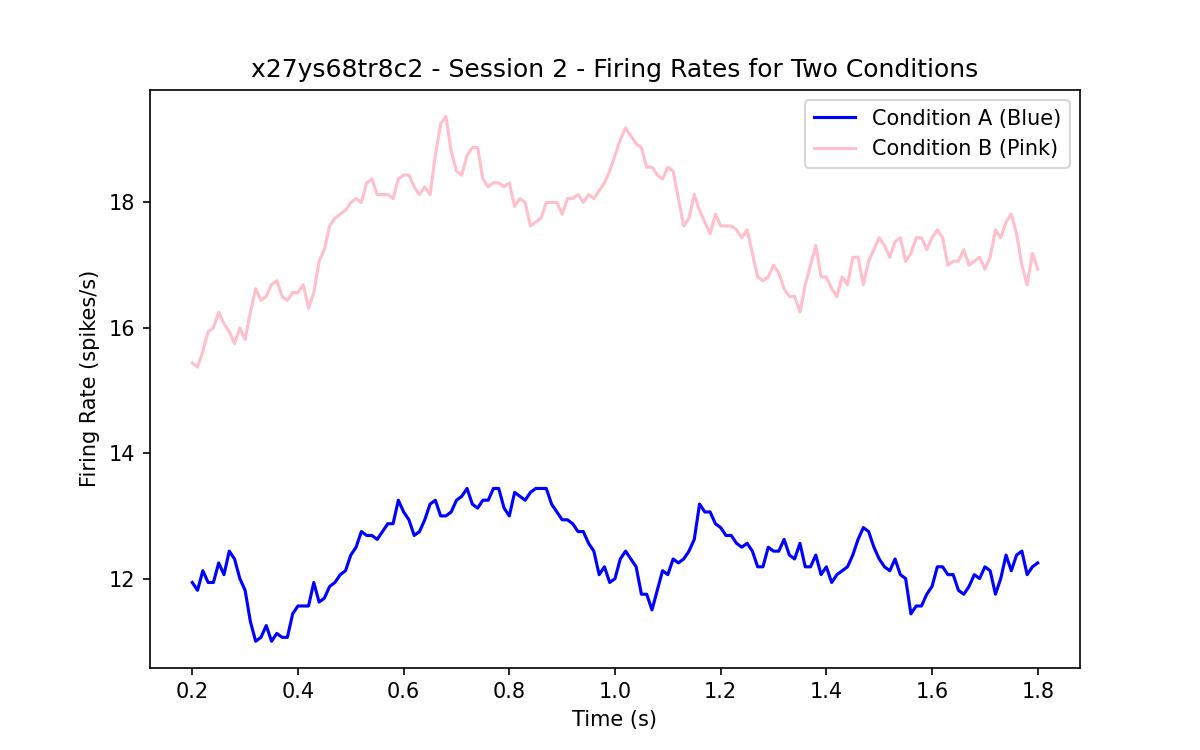 x27ys68tr8c2 - Session 2 - Firing Rates for Two Conditions
Condition A (Blue)
Condition B (Pink)
Firing Rate (spikes/s)
18
16
14
12
0.2 0.4 0.6 0.8 1.0 1.2 1.4 1.6 1.8
Time (s)